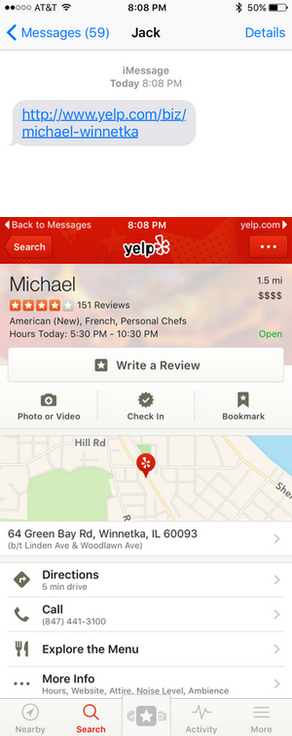 AT&T 8:08 PM 50%
Messages (59) Jack Details
iMessage
Today 8:08 PM
http://www.yelp.com/biz/
michael-winnetka
Back to Messages 8:08 PM yelp.com
Search yelp
Michael 1.5 mi
151 Reviews $$$$
American (New), French, Personal Chefs
Hours Today: 5:30 PM - 10:30 PM Open
Write a Review
Photo or Video Check In Bookmark
Hill Rd
She
R
64 Green Bay Rd, Winnetka, IL 60093
(b/t Linden Ave & Woodlawn Ave)
Directions
5 min drive
Call
(847) 441-3100
Explore the Menu
More Info
Hours, Website, Attire, Noise Level, Ambience
Nearby Search Activity More